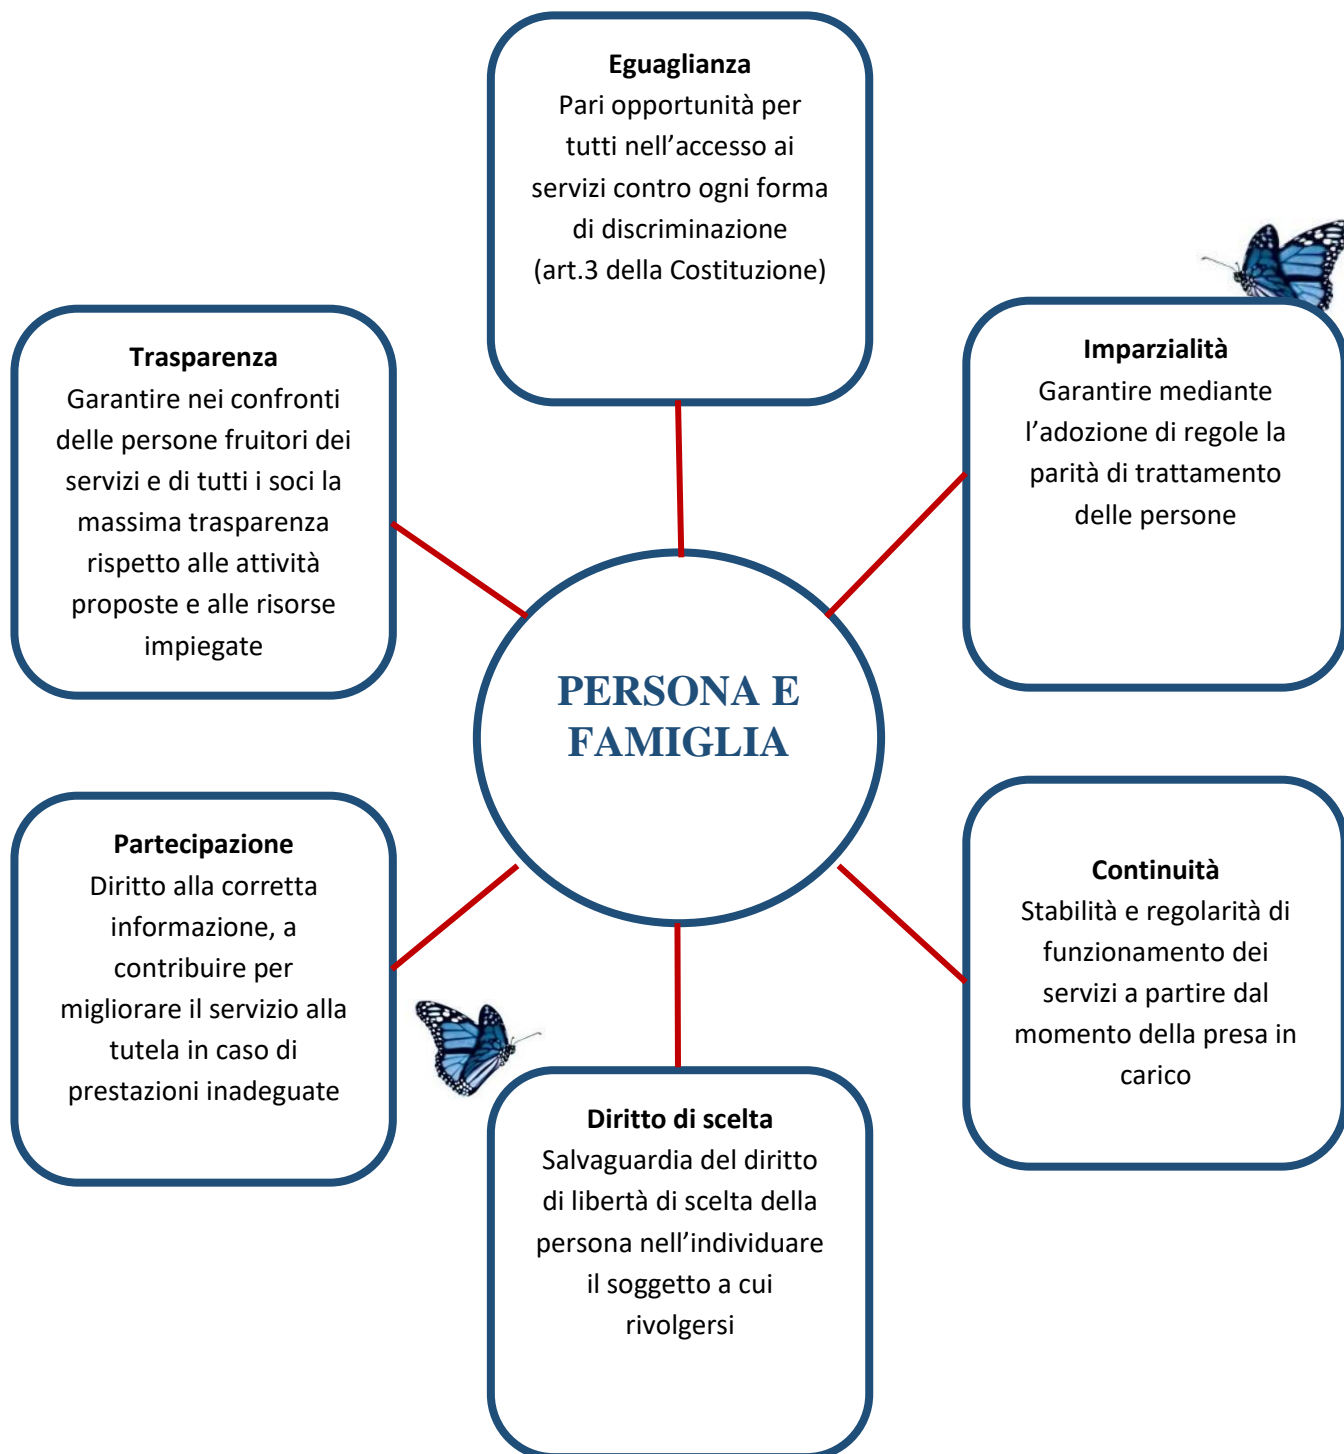 Eguaglianza
Pari opportunità per
tutti nell’accesso ai
servizi contro ogni forma
di discriminazione
(art.3 della Costituzione)
Trasparenza
Garantire nei confronti
delle persone fruitori dei
servizi e di tutti i soci la
massima trasparenza
rispetto alle attività
proposte e alle risorse
impiegate
Imparzialità
Garantire mediante
l’adozione di regole la
parità di trattamento
delle persone
PERSONA E
FAMIGLIA
Partecipazione
Diritto alla corretta
informazione, a
contribuire per
migliorare il servizio alla
tutela in caso di
prestazioni inadeguate
Continuità
Stabilità e regolarità di
funzionamento dei
servizi a partire dal
momento della presa in
carico
Diritto di scelta
Salvaguardia del diritto
di libertà di scelta della
persona nell’individuare
il soggetto a cui
rivolgersi